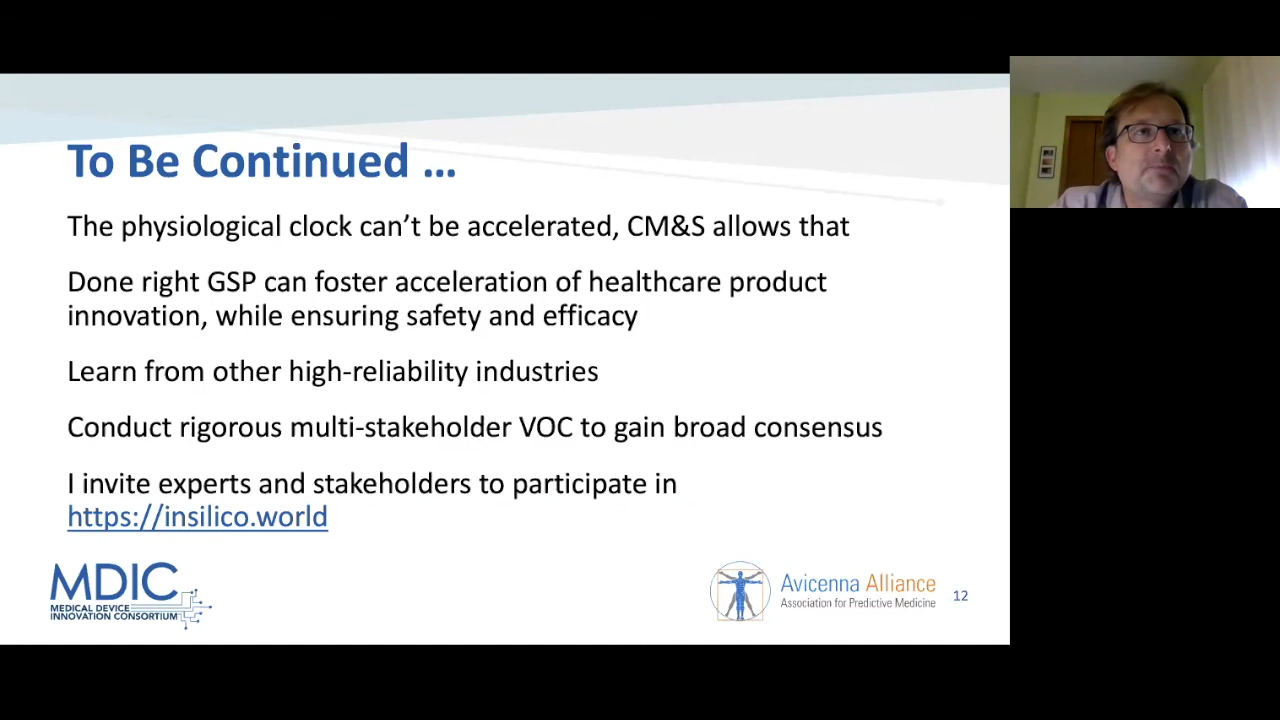 To Be Continued ...
The physiological clock can't be accelerated, CM&S allows that
Done right GSP can foster acceleration of healthcare product
innovation, while ensuring safety and efficacy
Learn from other high-reliability industries
Conduct rigorous multi-stakeholder VOC to gain broad consensus
I invite experts and stakeholders to participate in
https://insilico.world
MDIC
MEDICAL DEVICE
INNOVATION CONSORTIUM
Avicenna Alliance
Association for Predictive Medicine
12